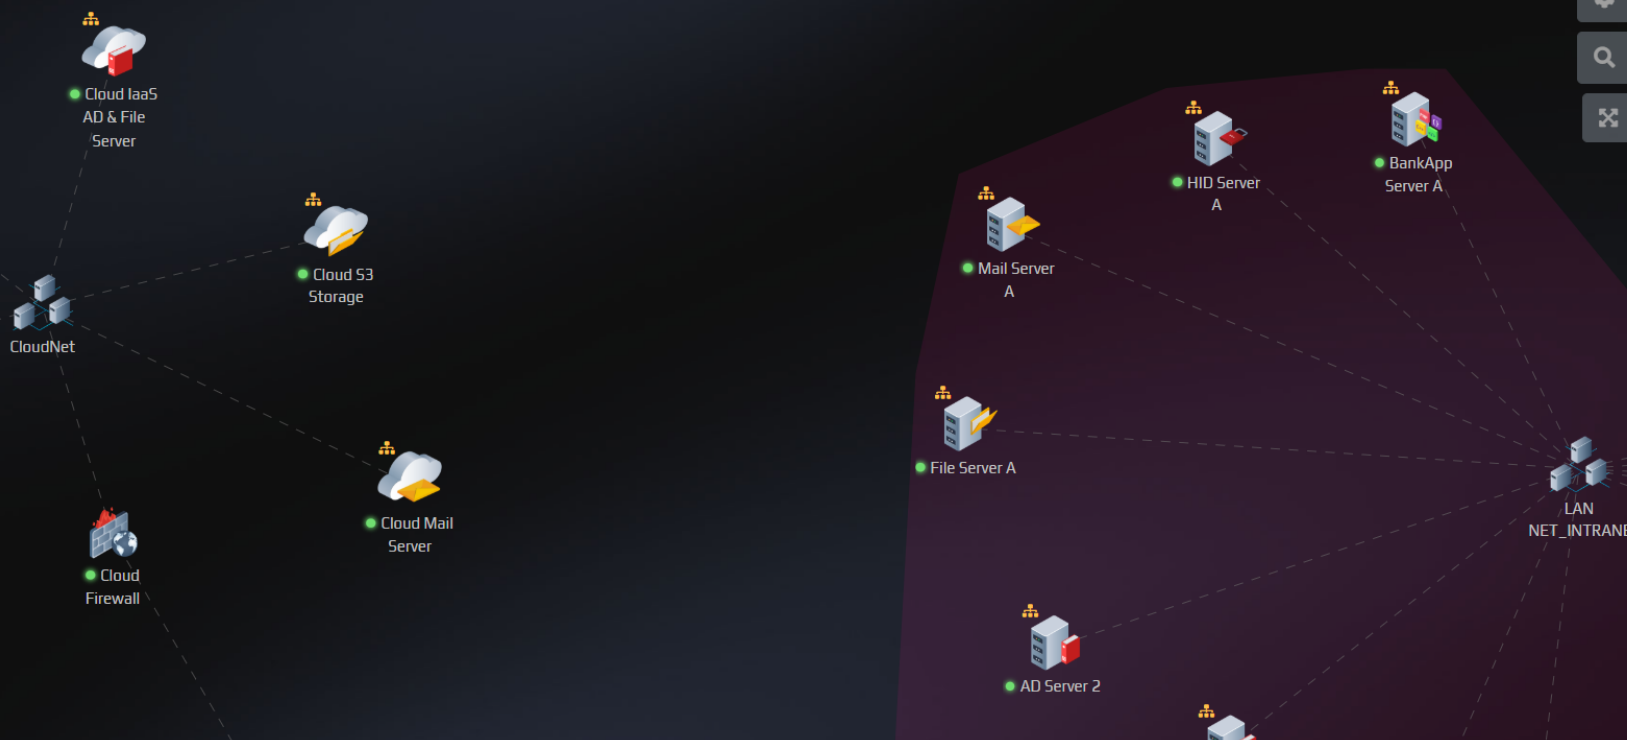 Cloud IaaS
AD & File
Server
Cloud S3
Storage
CloudNet
Cloud Mail
Server
Cloud
Firewall
BankApp
Server A
HID Server
A
Mail Server
A
File Server A
LAN
NET_INTRANE
AD Server 2